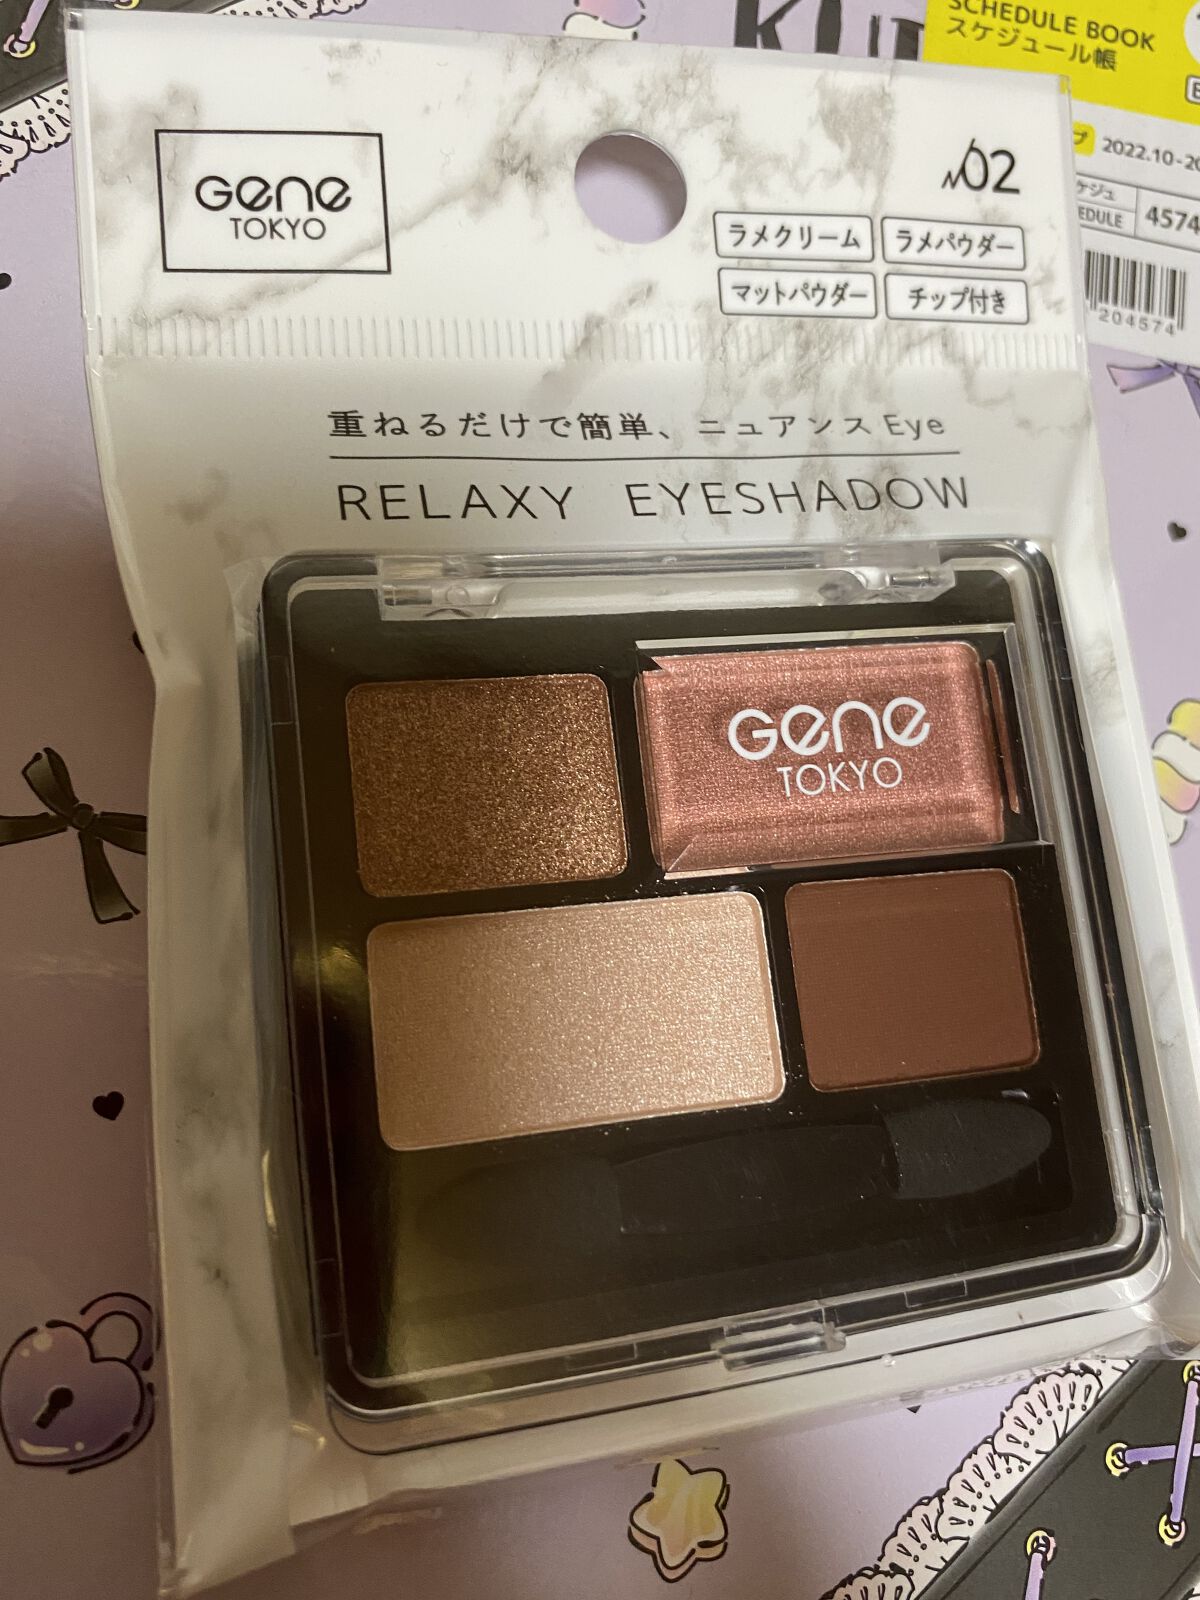 Gene
TOKYO
02
ラメクリーム
ラメパウダー
マットパウダー
チップ付き
重ねるだけで簡単、ニュアンスEye
RELAXY EYESHADOW
Gene
TOKYO
SCHEDULE BOOK
スケジュール帳
2022.10-20
4574
204574